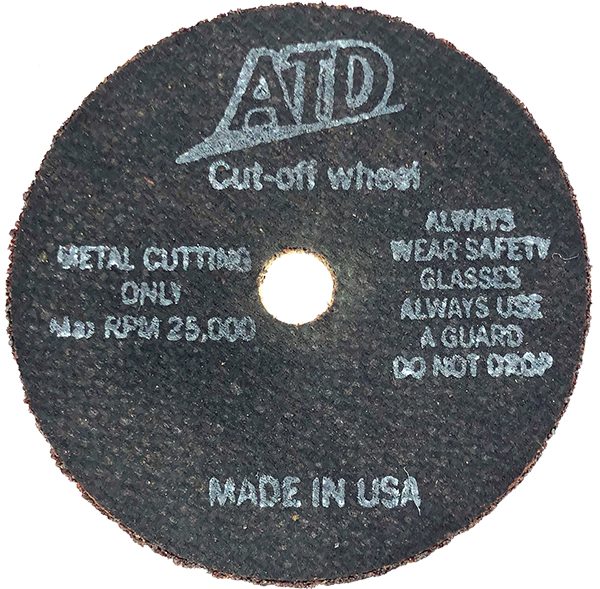 ATD
Cut-off wheel
METAL CUTTING
ONLY
Max RPM 25,000
ALWAYS
WEAR SAFETY
GLASSES
ALWAYS USE
A GUARD
DO NOT DROP
MADE IN USA